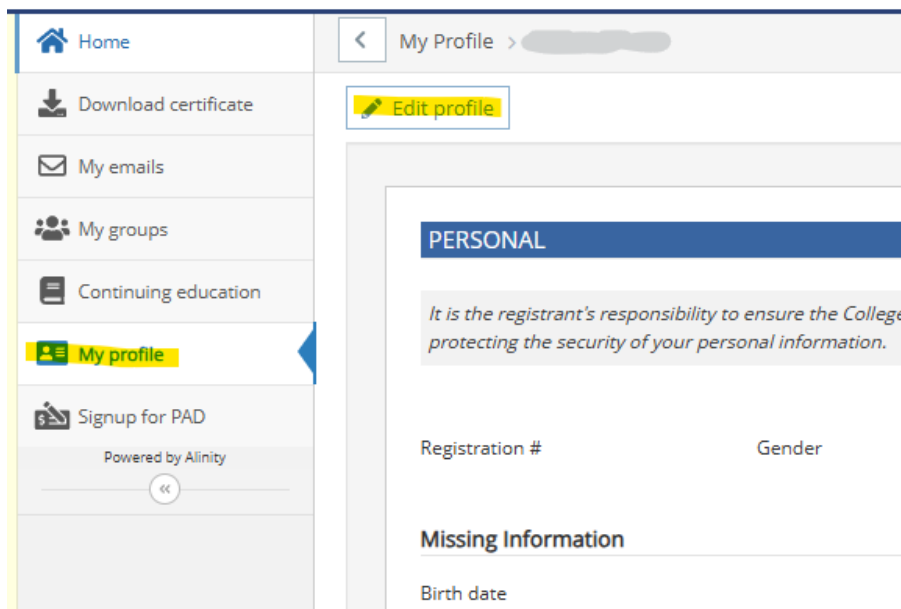 Home
Download certificate
My emails
My groups
Continuing education
My profile
Signup for PAD
Powered by Alinity
My Profile >
Edit profile
PERSONAL
It is the registrant's responsibility to ensure the College
protecting the security of your personal information.
Registration # Gender
Missing Information
Birth date